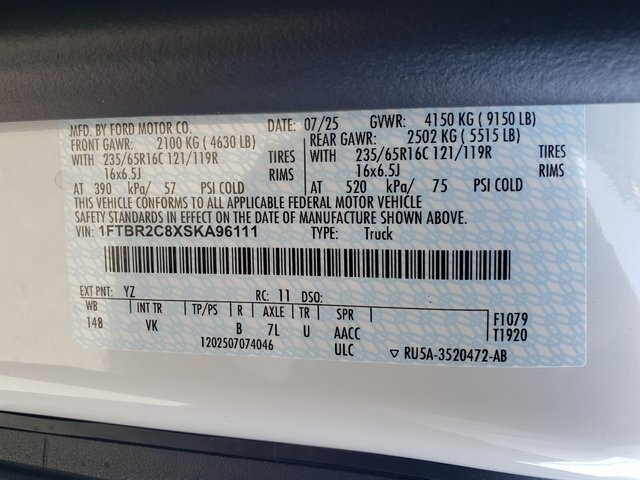 MFD. BY FORD MOTOR CO. DATE: 07/25 GVWR: 4150 KG ( 9150 LB)
FRONT GAWR: 2100 KG ( 4630 LB) REAR GAWR: 2502 KG ( 5515 LB)
WITH 235/65R16C 121/119R TIRES WITH 235/65R16C 121/119R TIRES
16x6.5J RIMS 16x6.5J RIMS
AT 390 kPa/ 57 PSI COLD AT 520 kPa/ 75 PSI COLD
THIS VEHICLE CONFORMS TO ALL APPLICABLE FEDERAL MOTOR VEHICLE
SAFETY STANDARDS IN EFFECT ON THE DATE OF MANUFACTURE SHOWN ABOVE.
VIN: 1FTBR2C8XSKA96111 TYPE: Truck
EXT PNT: YZ RC: 11 DSO:
WB INT TR TP/PS R AXLE TR SPR F1079
14B VK B 7L U AACC T1920
1202507074046 ULC ▽ RU5A-3520472-AB